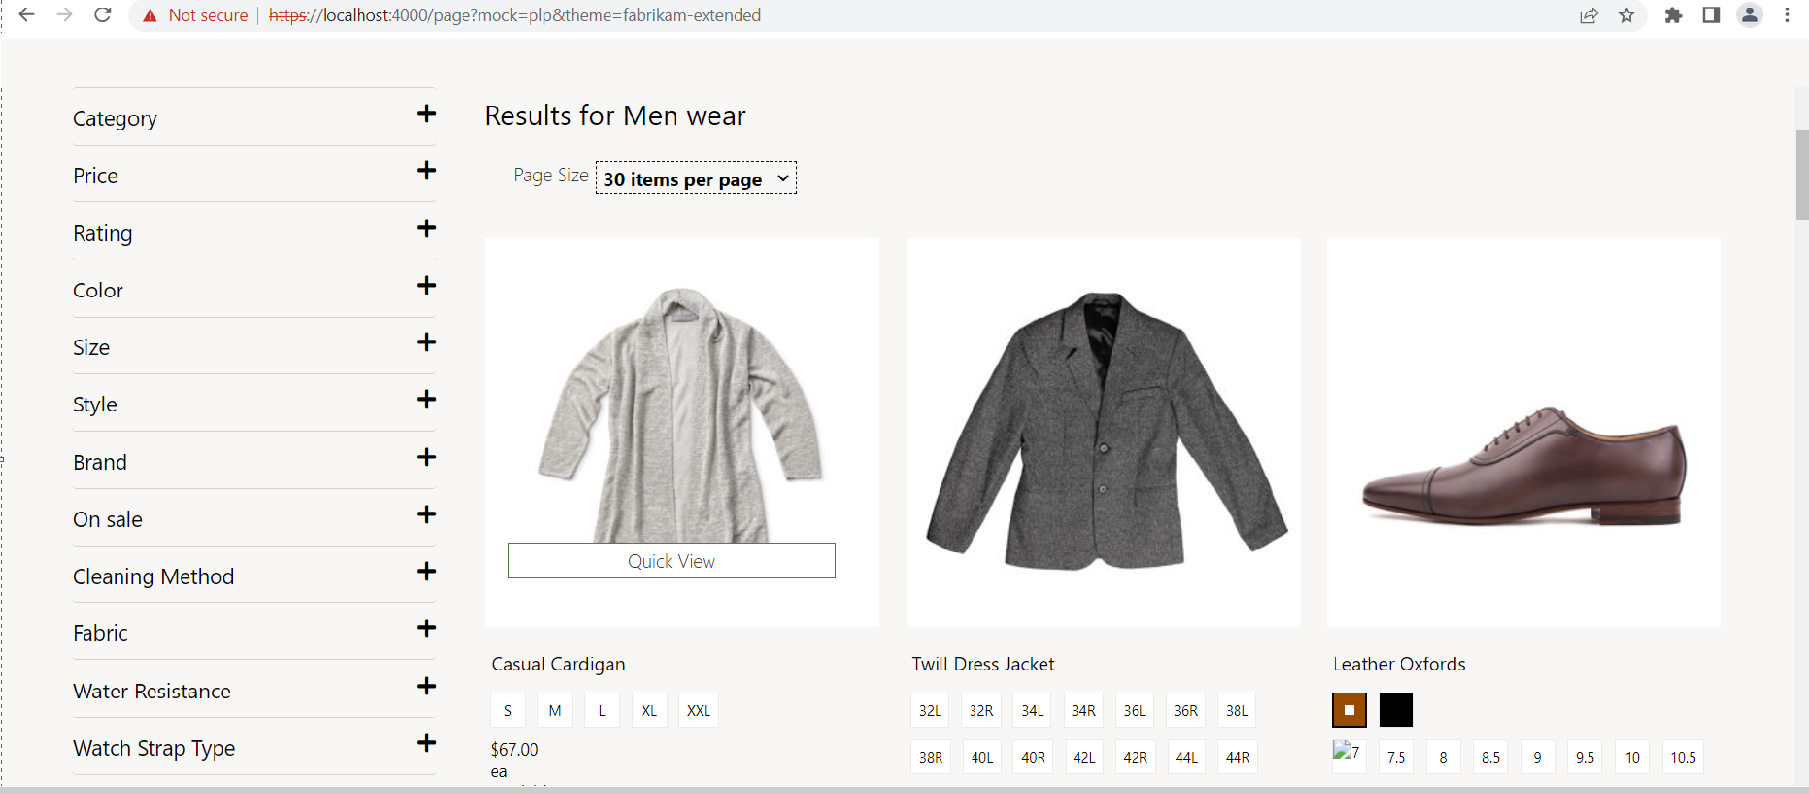 Not secure https://localhost:4000/page?mock=plp&theme=fabrikam-extended
Category
Price
Rating
Color
Size
Style
Brand
On sale
Cleaning Method
Fabric
Water Resistance
Watch Strap Type
Results for Men wear
Page Size 30 items per page
Quick View
Casual Cardigan
S M L XL XXL
$67.00
ea
Twill Dress Jacket
32L 32R 34L 34R 36L 36R 38L
38R 40L 40R 42L 42R 44L 44R
Leather Oxfords
7 7.5 8 8.5 9 9.5 10 10.5